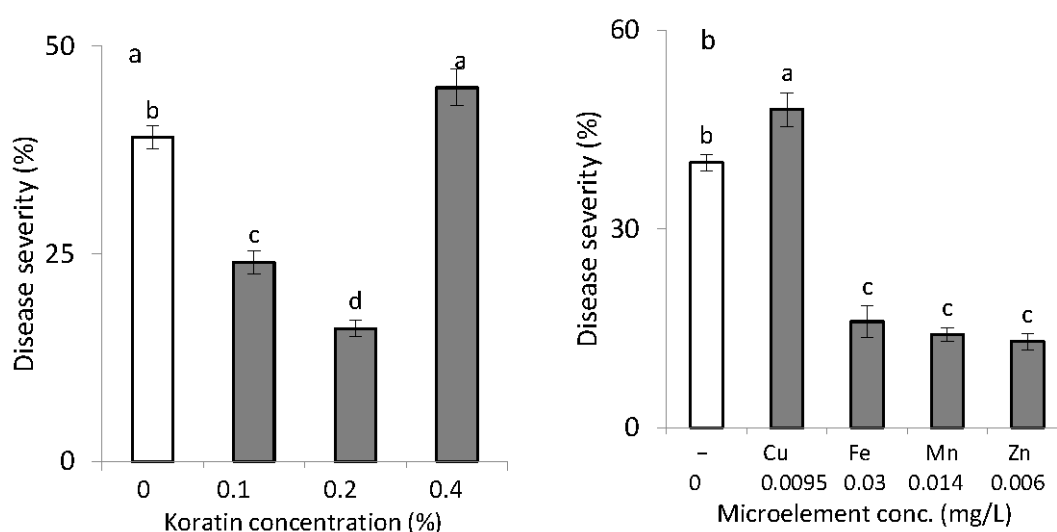 50
a
a
b
c
d
25
0
Disease severity (%)
0 0.1 0.2 0.4
Koratin concentration (%)
60
b
a
b
c c c
30
0
Disease severity (%)
– Cu Fe Mn Zn
0 0.0095 0.03 0.014 0.006
Microelement conc. (mg/L)